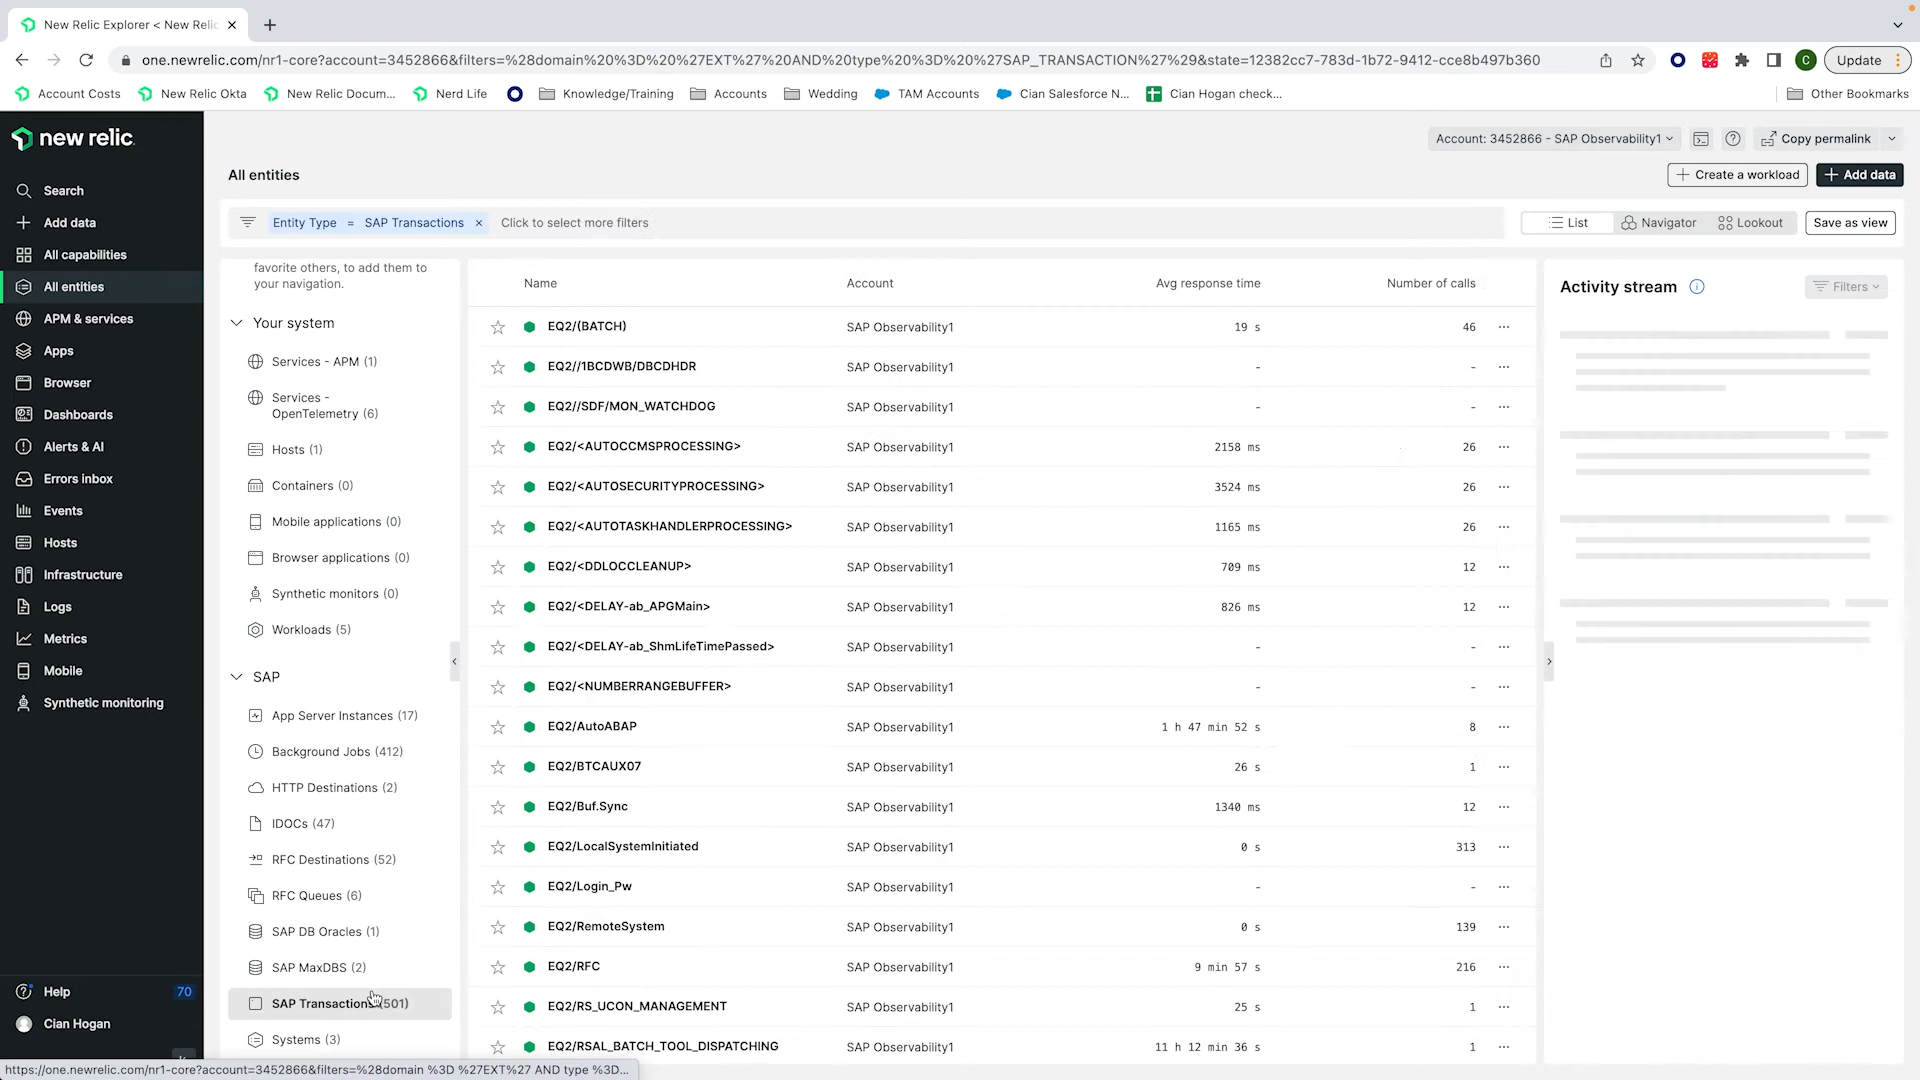 New Relic Explorer < New Relic
one.newrelic.com/nr1-core?account=3452866&filters=%28domain%20%3D%20%27EXT%27%20AND%20type%20%3D%20%27SAP_TRANSACTION%27%29&state=12382cc7-783d-1b72-9412-cce8b497b360
C
Update
Account Costs
New Relic Okta
New Relic Docum...
Nerd Life
Knowledge/Training
Accounts
Wedding
TAM Accounts
Cian Salesforce N...
Cian Hogan check...
Other Bookmarks
new relic
Account: 3452866 - SAP Observability1
Copy permalink
All entities
Create a workload
Add data
Entity Type = SAP Transactions ×
Click to select more filters
List
Navigator
Lookout
Save as view
Search
Add data
All capabilities
All entities
APM & services
Apps
Browser
Dashboards
Alerts & AI
Errors inbox
Events
Hosts
Infrastructure
Logs
Metrics
Mobile
Synthetic monitoring
Help 70
Cian Hogan
favorite others, to add them to
your navigation.
Your system
Services - APM (1)
Services -
OpenTelemetry (6)
Hosts (1)
Containers (0)
Mobile applications (0)
Browser applications (0)
Synthetic monitors (0)
Workloads (5)
SAP
App Server Instances (17)
Background Jobs (412)
HTTP Destinations (2)
IDOCs (47)
RFC Destinations (52)
RFC Queues (6)
SAP DB Oracles (1)
SAP MaxDBS (2)
SAP Transactions (501)
Systems (3)
Name Account Avg response time Number of calls
EQ2/(BATCH) SAP Observability1 19 s 46 ...
EQ2//1BCDWB/DBCDHDR SAP Observability1 - - ...
EQ2//SDF/MON_WATCHDOG SAP Observability1 - - ...
EQ2/<AUTOCCMSPROCESSING> SAP Observability1 2158 ms 26 ...
EQ2/<AUTOSECURITYPROCESSING> SAP Observability1 3524 ms 26 ...
EQ2/<AUTOTASKHANDLERPROCESSING> SAP Observability1 1165 ms 26 ...
EQ2/<DDLOCCLEANUP> SAP Observability1 709 ms 12 ...
EQ2/<DELAY-ab_APGMain> SAP Observability1 826 ms 12 ...
EQ2/<DELAY-ab_ShmLifeTimePassed> SAP Observability1 - - ...
EQ2/<NUMBERRANGEBUFFER> SAP Observability1 - - ...
EQ2/AutoABAP SAP Observability1 1 h 47 min 52 s 8 ...
EQ2/BTCAUX07 SAP Observability1 26 s 1 ...
EQ2/Buf.Sync SAP Observability1 1340 ms 12 ...
EQ2/LocalSystemInitiated SAP Observability1 0 s 313 ...
EQ2/Login_Pw SAP Observability1 - - ...
EQ2/RemoteSystem SAP Observability1 0 s 139 ...
EQ2/RFC SAP Observability1 9 min 57 s 216 ...
EQ2/RS_UCON_MANAGEMENT SAP Observability1 25 s 1 ...
EQ2/RSAL_BATCH_TOOL_DISPATCHING SAP Observability1 11 h 12 min 36 s 1 ...
Activity stream
Filters
https://one.newrelic.com/nr1-core?account=3452866&filters=%28domain %3D %27EXT%27 AND type %3D...